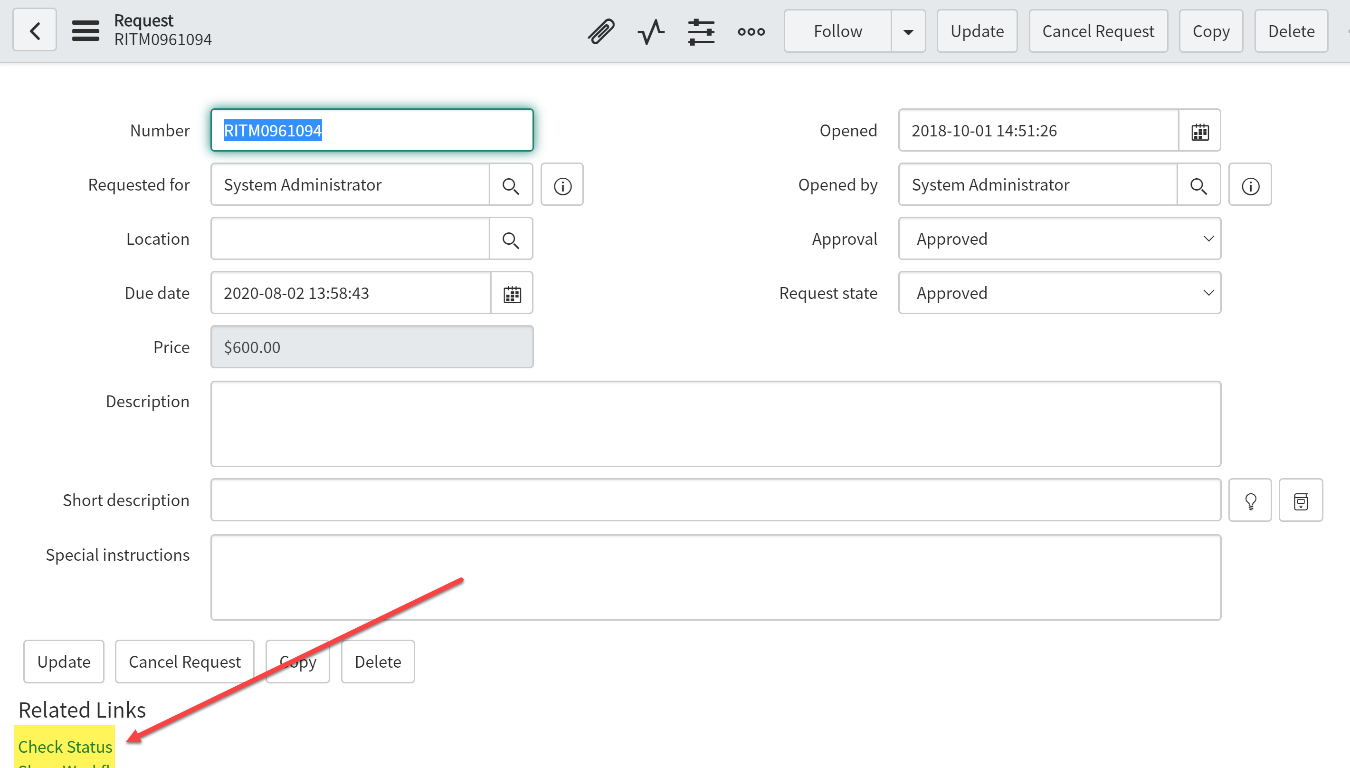 Request
RITM0961094
Follow
Update
Cancel Request
Copy
Delete
Number
RITM0961094
Opened
2018-10-01 14:51:26
Requested for
System Administrator
Opened by
System Administrator
Location
Approval
Approved
Due date
2020-08-02 13:58:43
Request state
Approved
Price
$600.00
Description
Short description
Special instructions
Update
Cancel Request
Copy
Delete
Related Links
Check Status